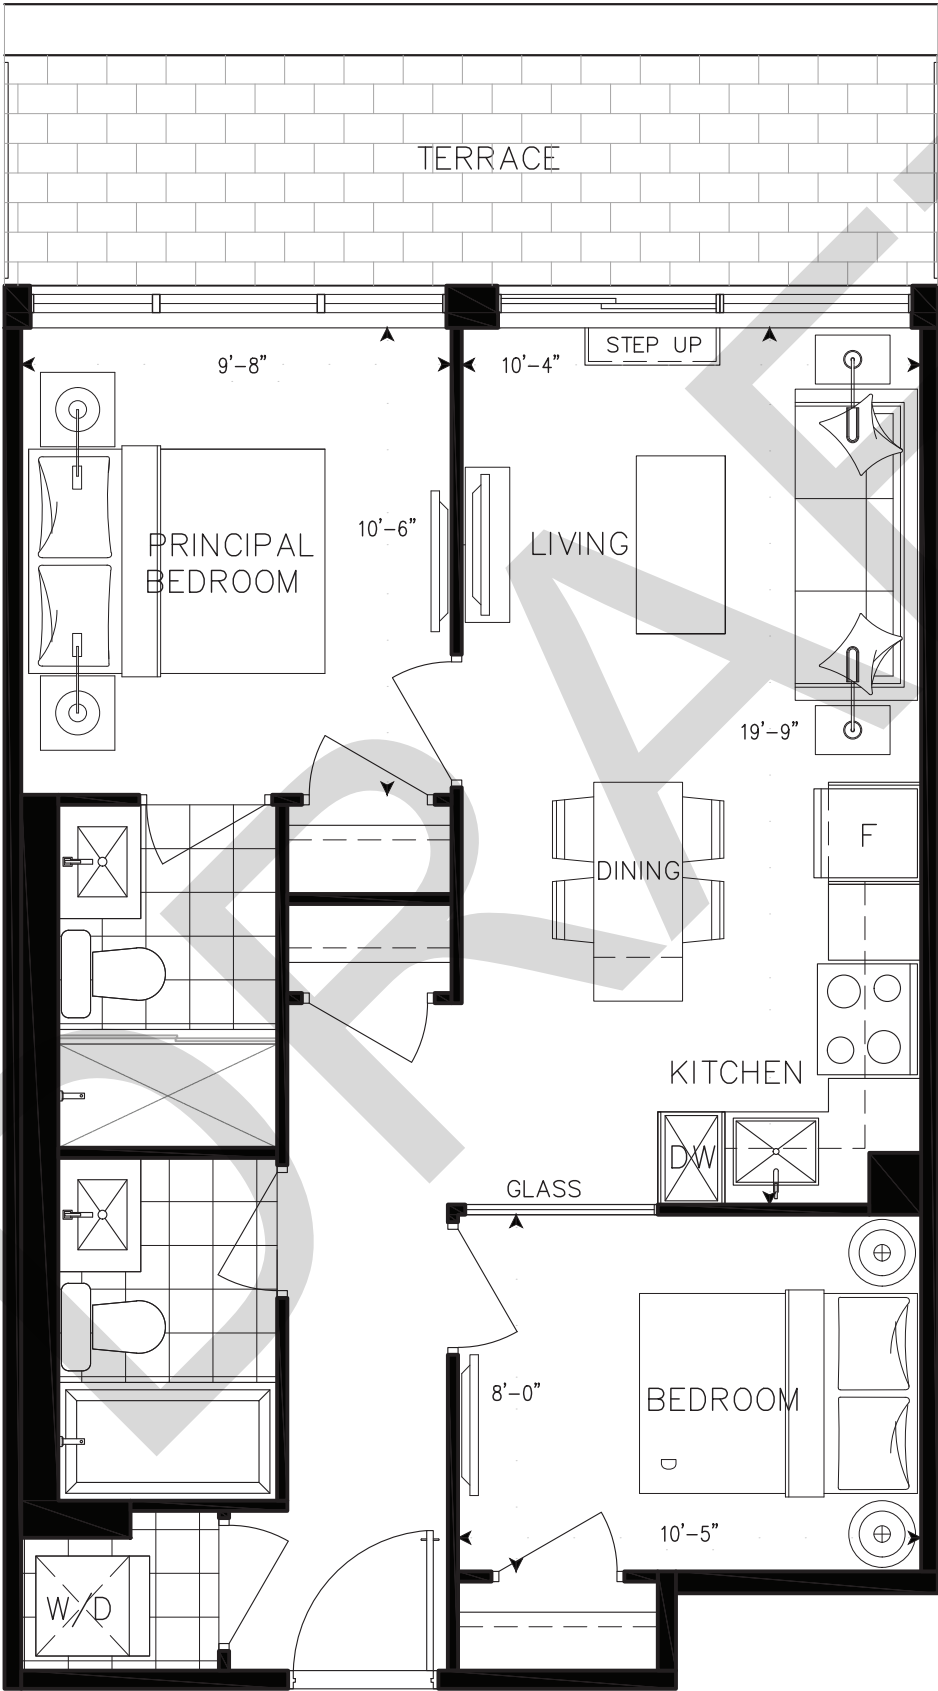 TERRACE
9'-8"
10'-4"
STEP UP
10'-6"
PRINCIPAL
BEDROOM
LIVING
19'-9"
F
DINING
KITCHEN
DW
GLASS
8'-0"
BEDROOM
10'-5"
W/D
DRAFT